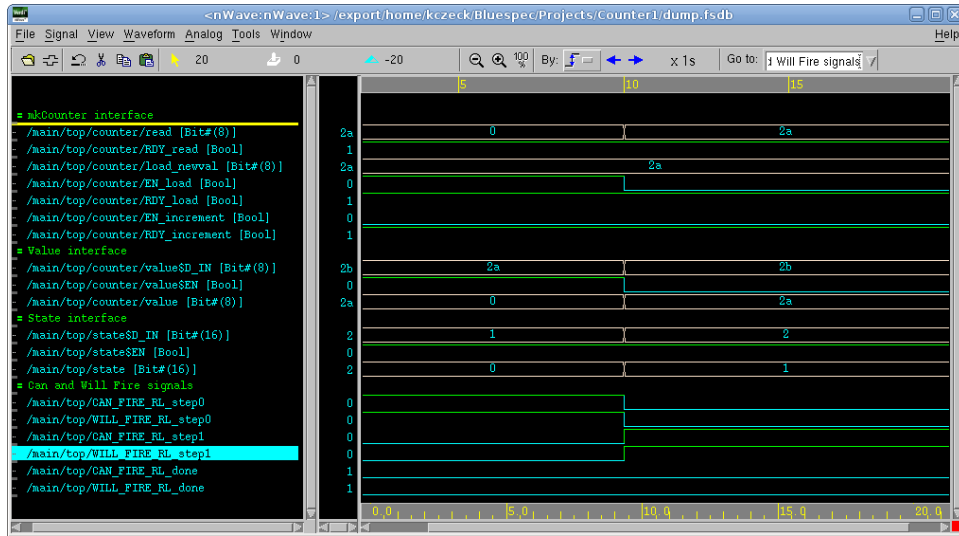 <nWave:nWave:1> /export/home/kczeck/Bluespec/Projects/Counter1/dump.fsdb
File Signal View Waveform Analog Tools Window Help
20 0 -20 100 % By: x 1s Go to: Will Fire signals
5 10 15
= mkCounter interface
/main/top/counter/read [Bit#(8)] 2a 0 2a
/main/top/counter/RDY_read [Bool] 1
/main/top/counter/load_newval [Bit#(8)] 2a 2a
/main/top/counter/EN_load [Bool] 0
/main/top/counter/RDY_load [Bool] 1
/main/top/counter/EN_increment [Bool] 0
/main/top/counter/RDY_increment [Bool] 1
= Value interface
/main/top/counter/value$D_IN [Bit#(8)] 2b 2a 2b
/main/top/counter/value$EN [Bool] 0
/main/top/counter/value [Bit#(8)] 2a 0 2a
= State interface
/main/top/state$D_IN [Bit#(16)] 2 1 2
/main/top/state$EN [Bool] 0
/main/top/state [Bit#(16)] 2 0 1
= Can and Will Fire signals
/main/top/CAN_FIRE_RL_step0 0
/main/top/WILL_FIRE_RL_step0 0
/main/top/CAN_FIRE_RL_step1 0
/main/top/WILL_FIRE_RL_step1 0
/main/top/CAN_FIRE_RL_done 1
/main/top/WILL_FIRE_RL_done 1
0.0 5.0 10.0 15.0 20.0